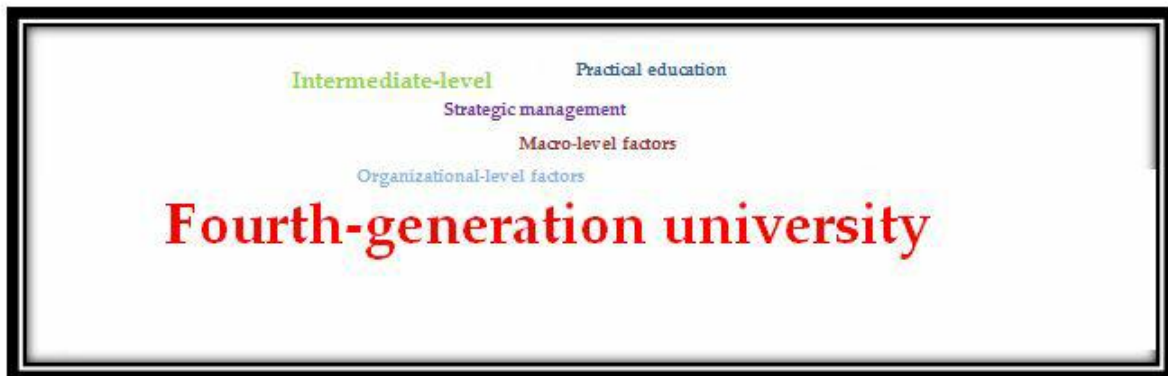 Practical education
Intermediate-level
Strategic management
Macro-level factors
Organizational-level factors
Fourth-generation university